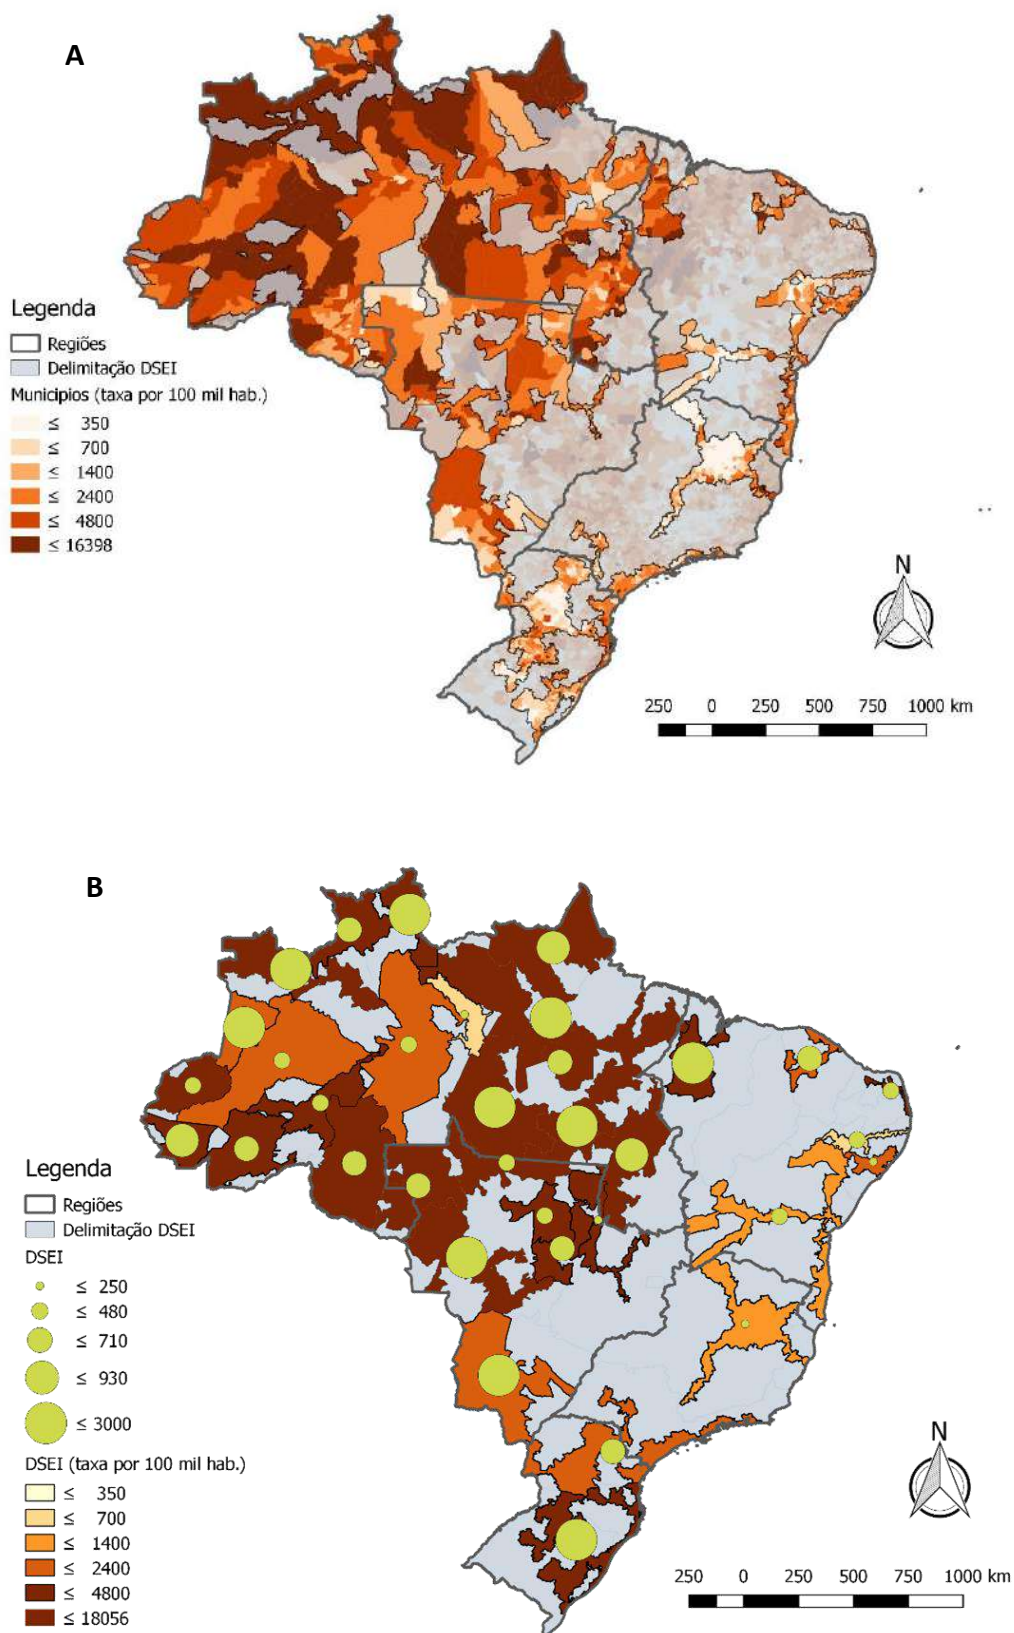 A
Legenda
Regiões
Delimitação DSEI
Municipios (taxa por 100 mil hab.)
≤ 350
≤ 700
≤ 1400
≤ 2400
≤ 4800
≤ 16398
N
250 0 250 500 750 1000 km
B
Legenda
Regiões
Delimitação DSEI
DSEI
≤ 250
≤ 480
≤ 710
≤ 930
≤ 3000
DSEI (taxa por 100 mil hab.)
≤ 350
≤ 700
≤ 1400
≤ 2400
≤ 4800
≤ 18056
N
250 0 250 500 750 1000 km